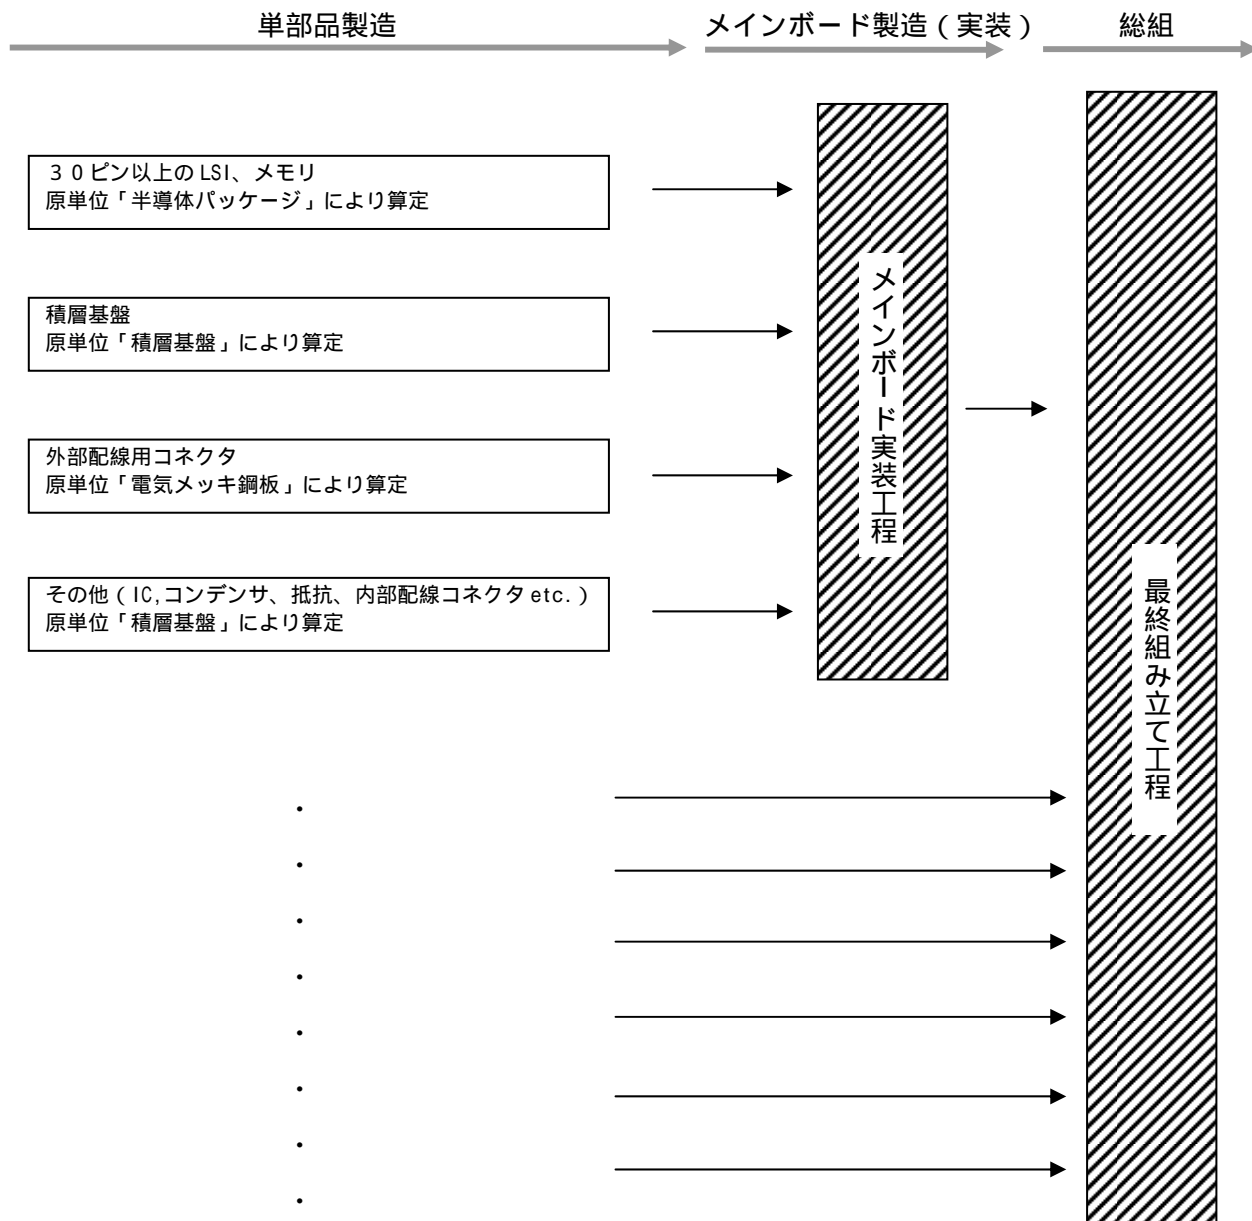 単部品製造
メインボード製造(実装)
総組
30ピン以上のLSI、メモリ
原単位「半導体パッケージ」により算定
積層基盤
原単位「積層基盤」により算定
外部配線用コネクタ
原単位「電気メッキ鋼板」により算定
その他(IC,コンデンサ、抵抗、内部配線コネクタetc.)
原単位「積層基盤」により算定
メインボード実装工程
最終組み立て工程
・
・
・
・
・
・
・
・